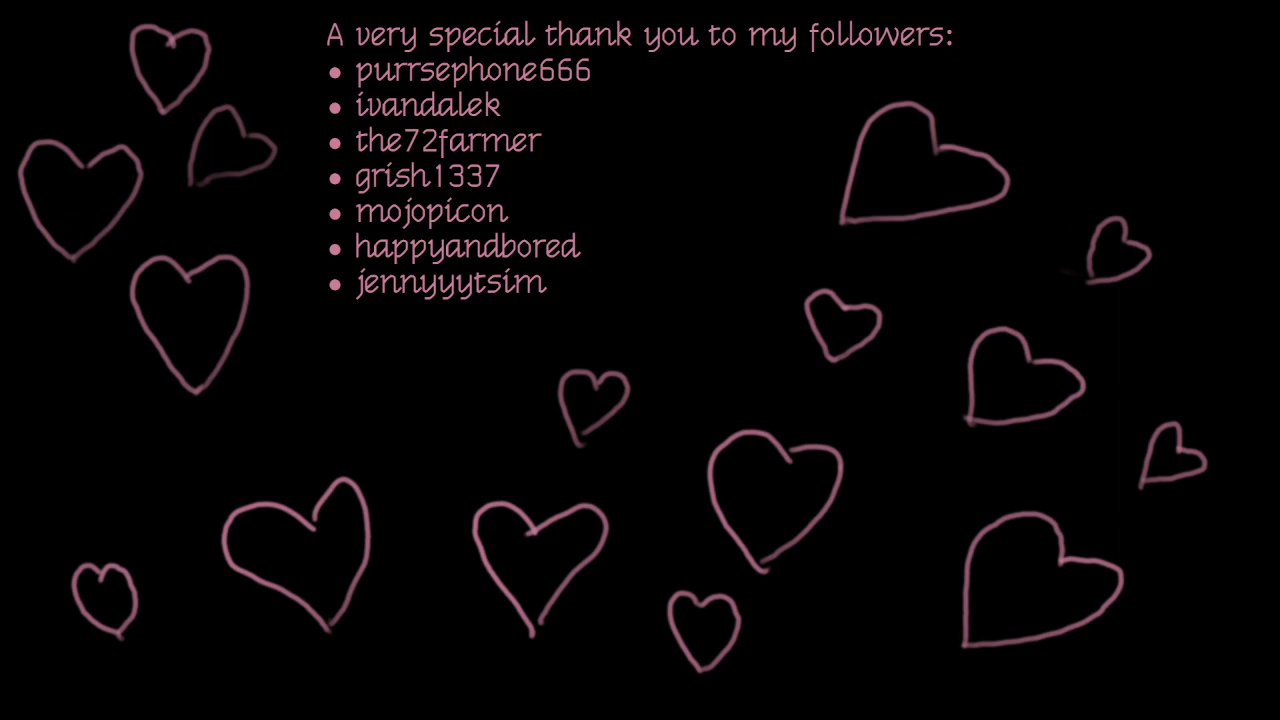 A very special thank you to my followers:
• purrsephone666
• ivandalek
• the72farmer
• grish1337
• mojopicon
• happyandbored
• jennyyytsim